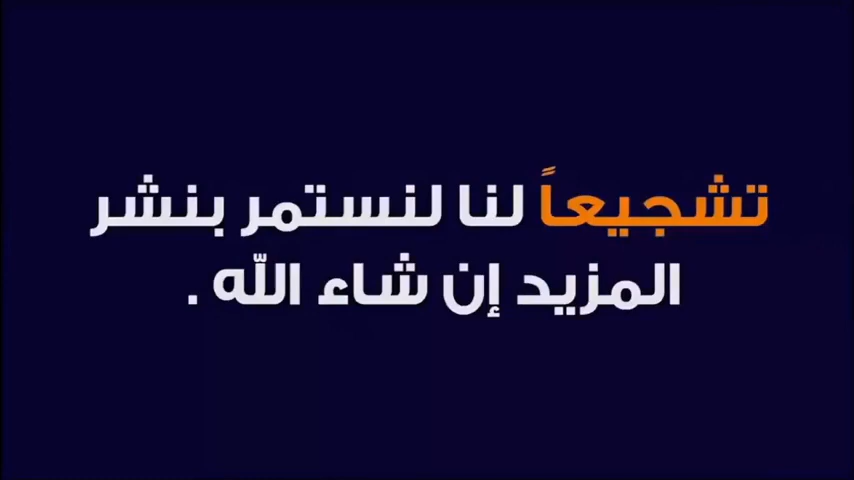 تشجيعاً لنا لنستمر بنشر
المزيد إن شاء الله .